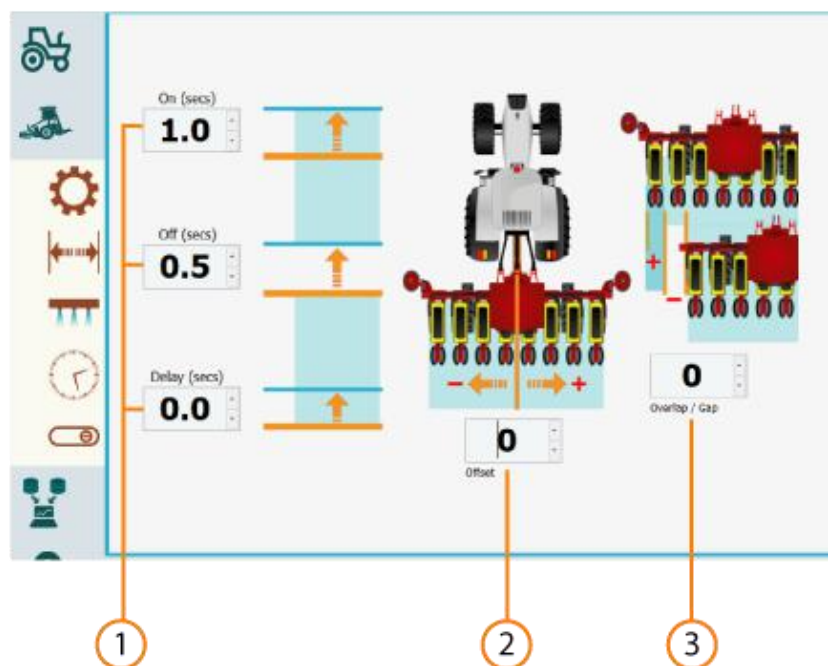 On (secs)
1.0
Off (secs)
0.5
Delay (secs)
0.0
- +
0
Offset
+
-
0
Overlap / Gap
1
2
3